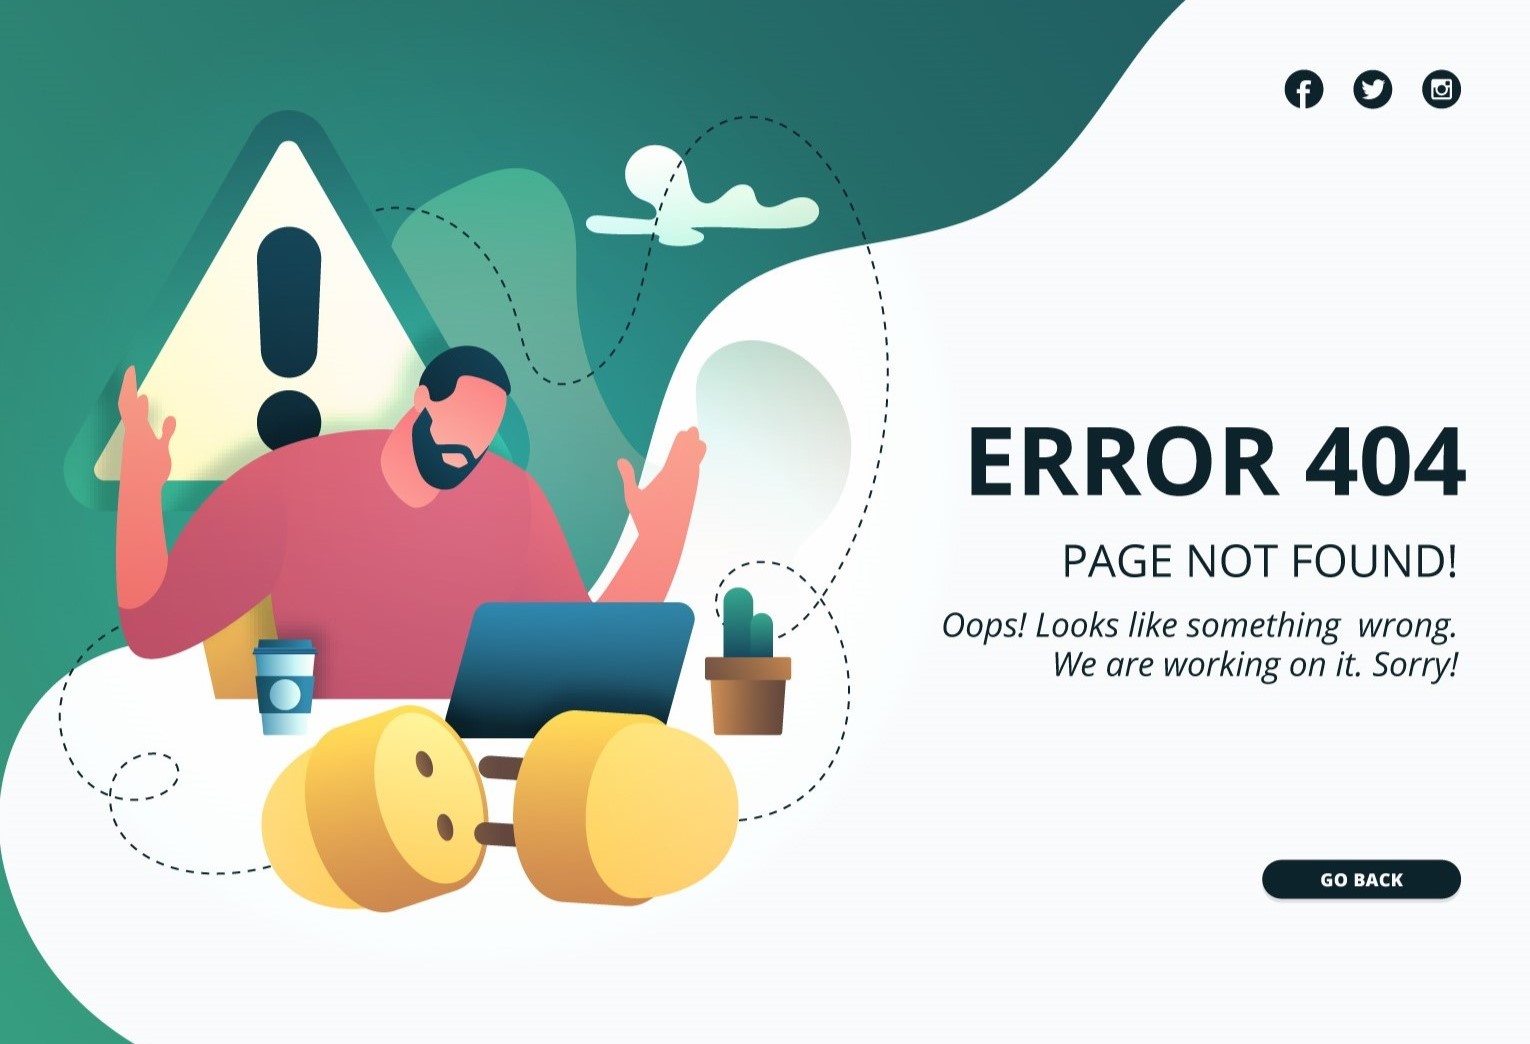 ERROR 404
PAGE NOT FOUND!
Oops! Looks like something  wrong.
We are working on it. Sorry!
GO BACK